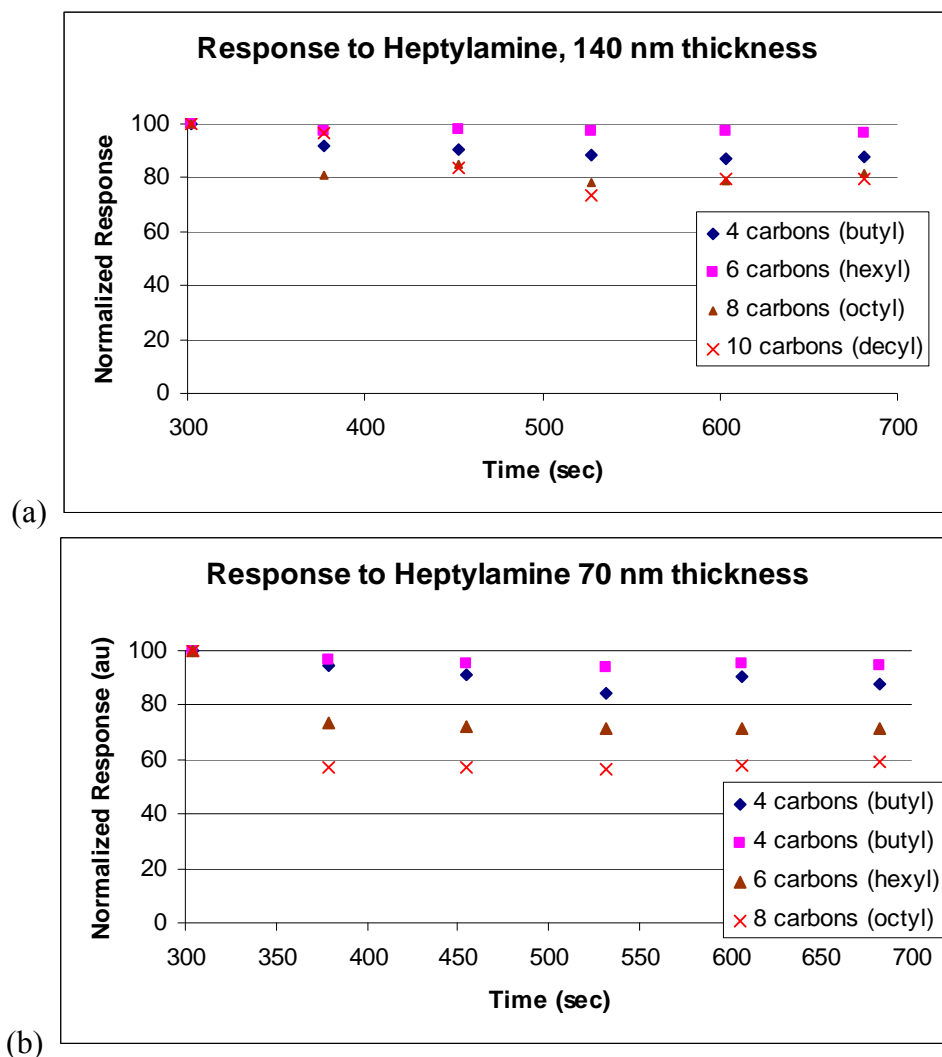 Response to Heptylamine, 140 nm thickness
100
80
60
40
20
0
Normalized Response
300 400 500 600 700
Time (sec)
4 carbons (butyl)
6 carbons (hexyl)
8 carbons (octyl)
10 carbons (decyl)
(a)
Response to Heptylamine 70 nm thickness
100
80
60
40
20
0
Normalized Response (au)
300 350 400 450 500 550 600 650 700
Time (sec)
4 carbons (butyl)
4 carbons (butyl)
6 carbons (hexyl)
8 carbons (octyl)
(b)